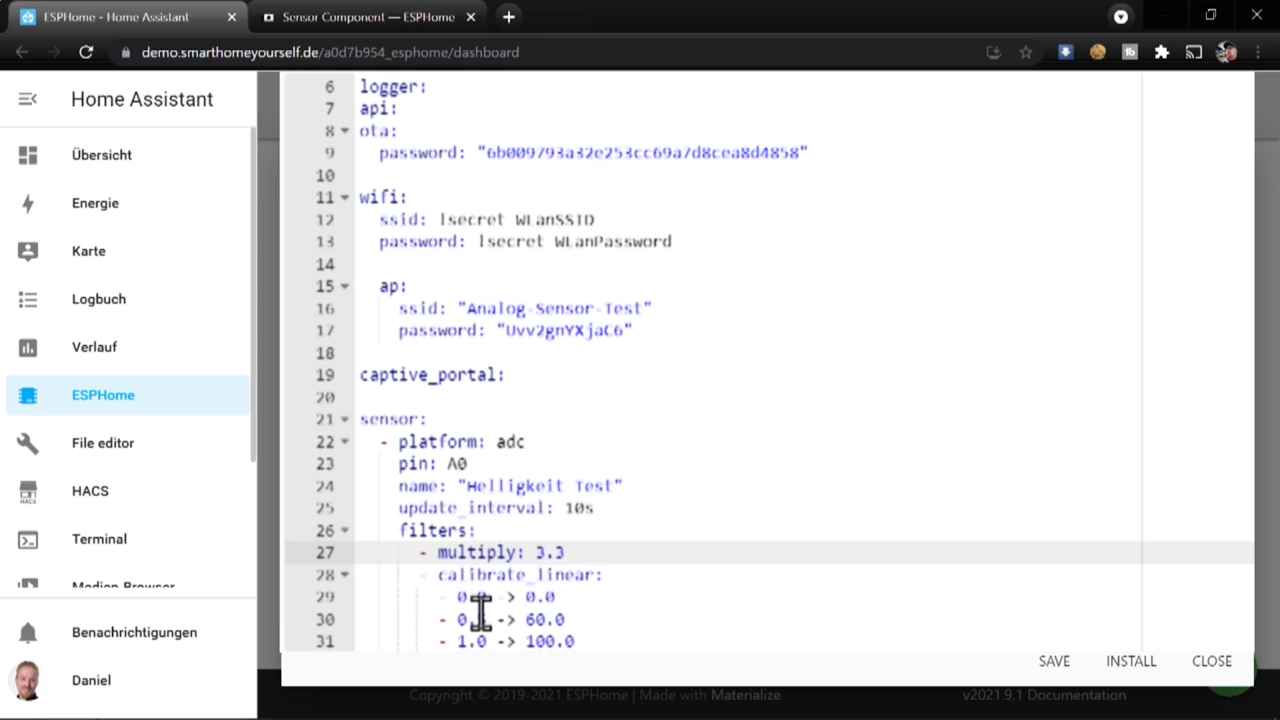 ESPHome - Home Assistant
Sensor Component — ESPHome
demo.smarthomeyourself.de/a0d7b954_esphome/dashboard
Home Assistant
Übersicht
Energie
Karte
Logbuch
Verlauf
ESPHome
File editor
HACS
Terminal
Medien Browser
Benachrichtigungen
Daniel
6 logger:
7 api:
8 ota:
9 password: "6b009793a32e253cc69a7d8cea8d4858"
10
11 wifi:
12 ssid: !secret WLanSSID
13 password: !secret WLanPassword
14
15 ap:
16 ssid: "Analog-Sensor-Test"
17 password: "Uvv2gnYXjaC6"
18
19 captive_portal:
20
21 sensor:
22 - platform: adc
23 pin: A0
24 name: "Helligkeit Test"
25 update_interval: 10s
26 filters:
27 - multiply: 3.3
28 - calibrate_linear:
29 - -> 0.0
30 - -> 60.0
31 - 1.0 -> 100.0
SAVE INSTALL CLOSE
Copyright © 2019-2021 ESPHome | Made with Materialize
v2021.9.1 Documentation